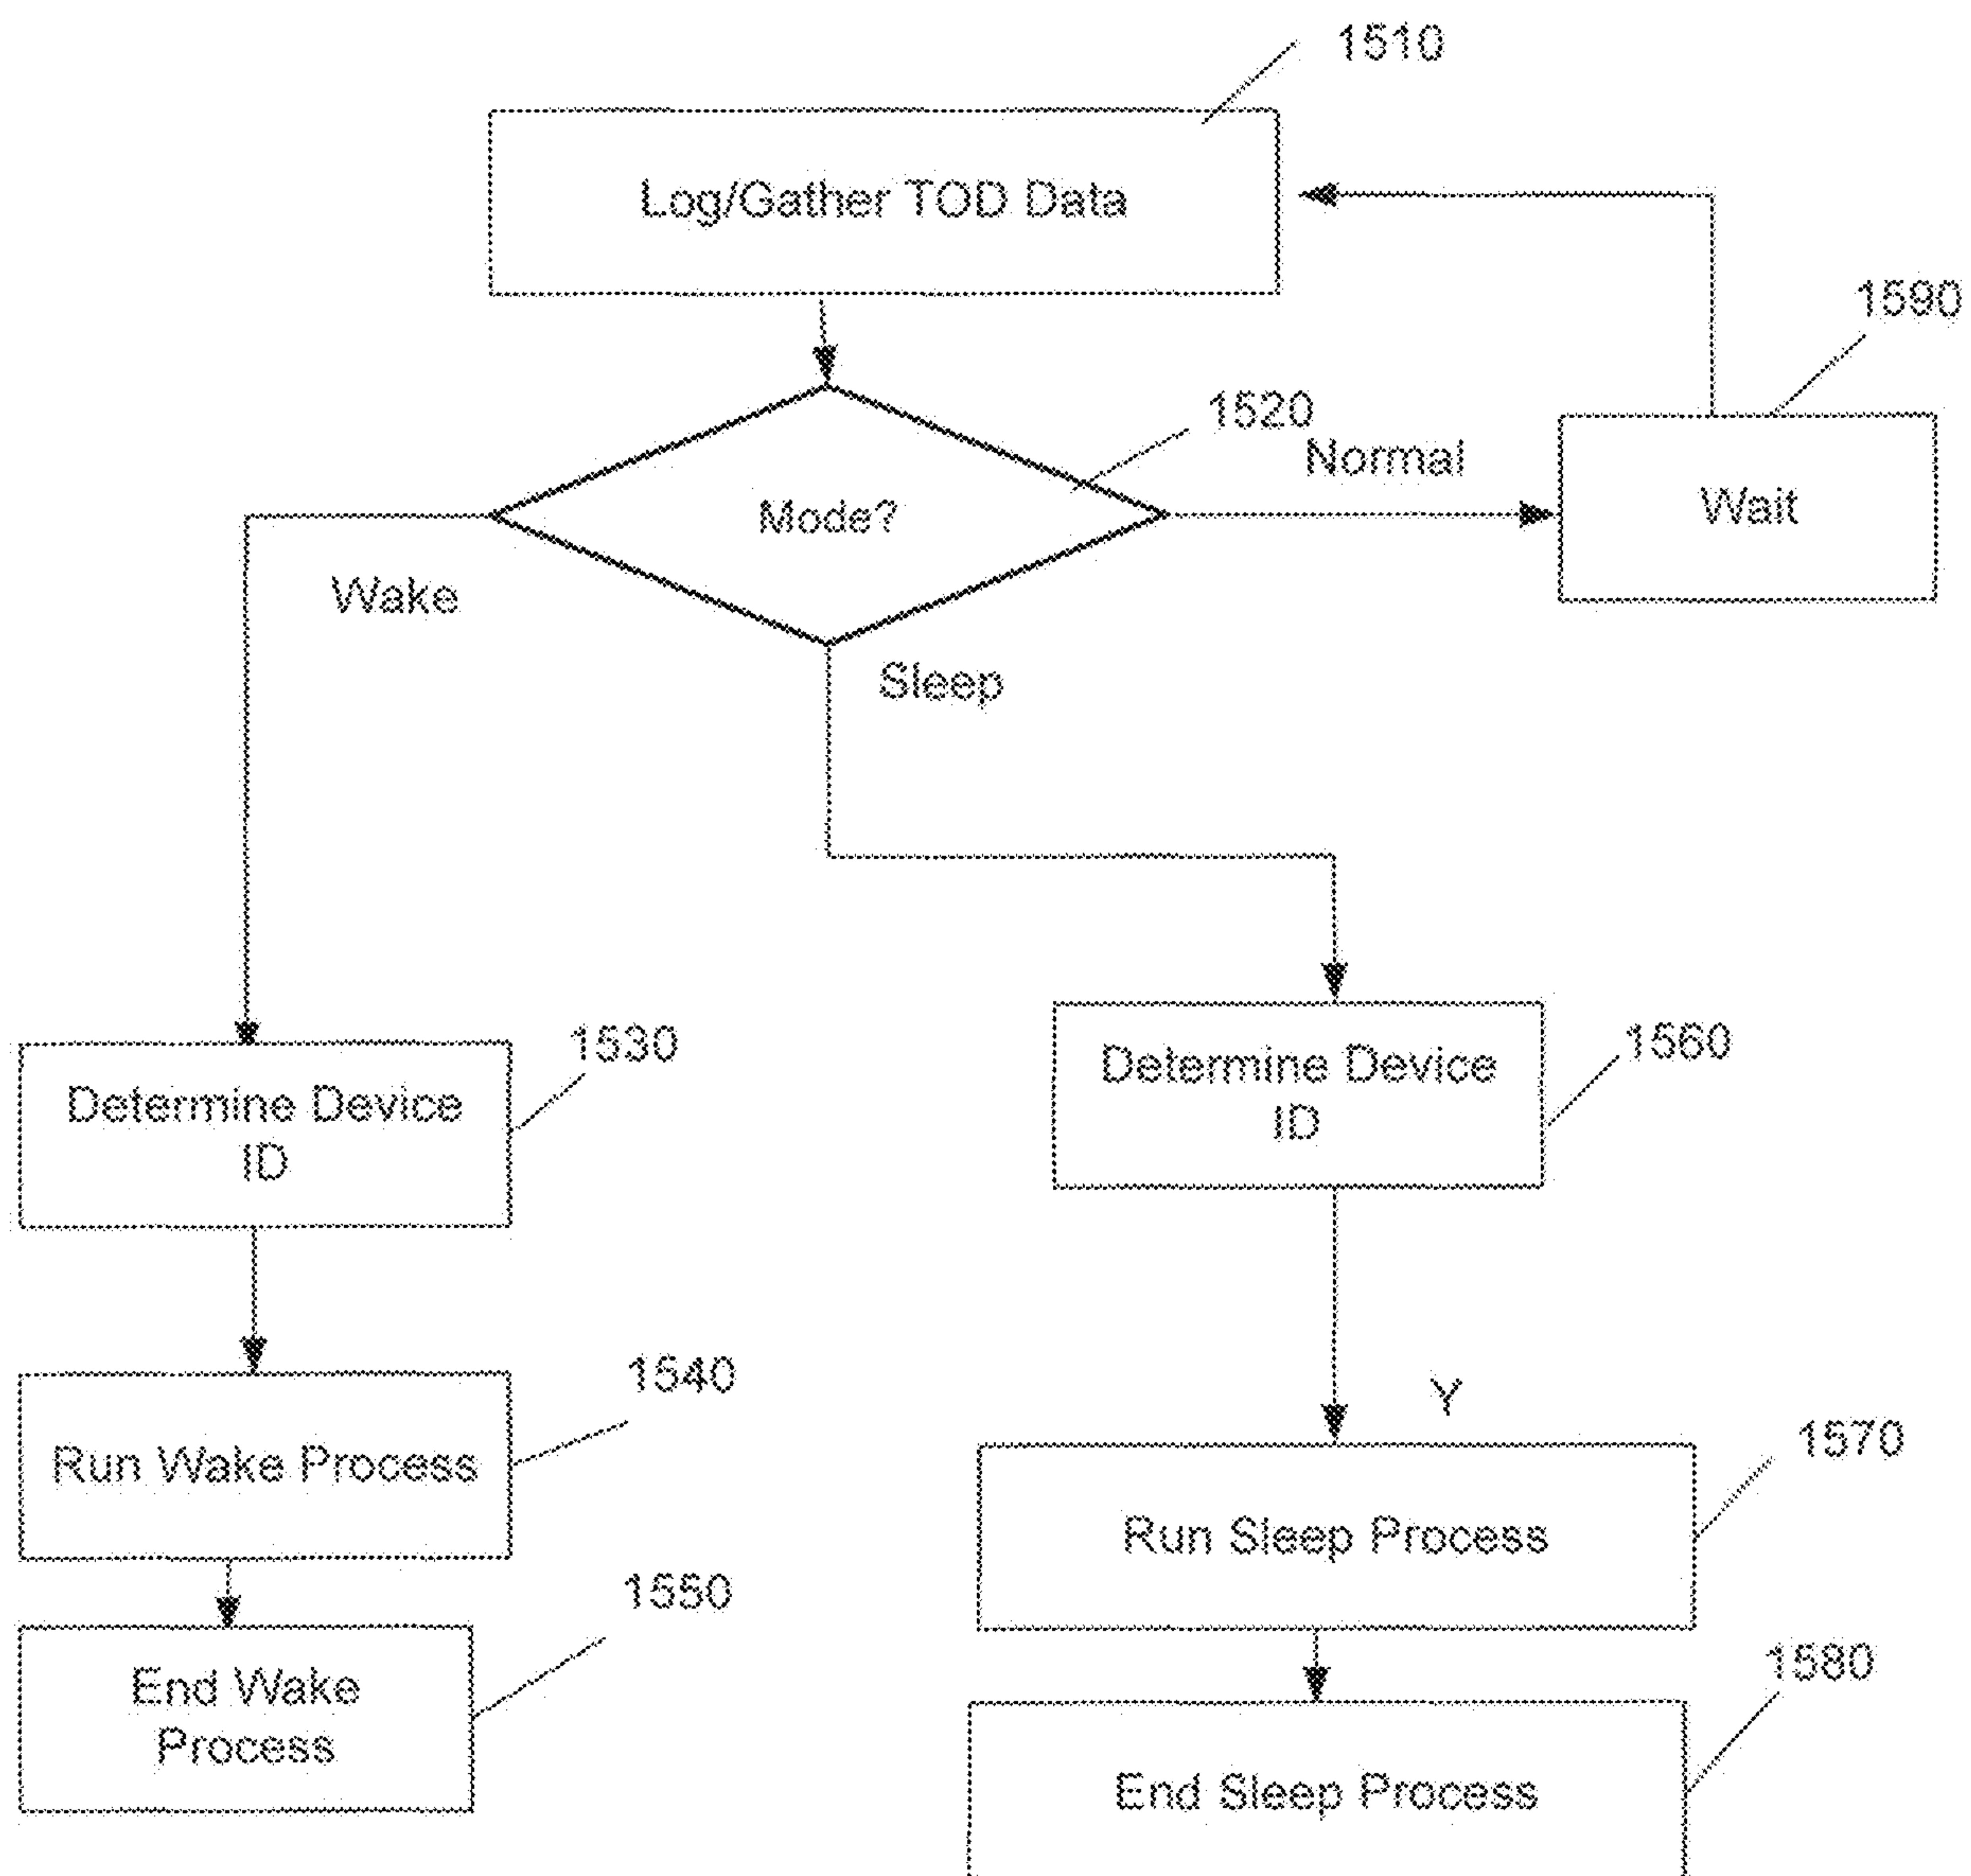 1510
Log/Gather TOD Data
1590
1520
Normal
Wait
Mode?
Wake
Sleep
1530
Determine Device
ID
1560
Determine Device
ID
1540
Run Wake Process
Y
1570
Run Sleep Process
1550
End Wake
Process
1580
End Sleep Process